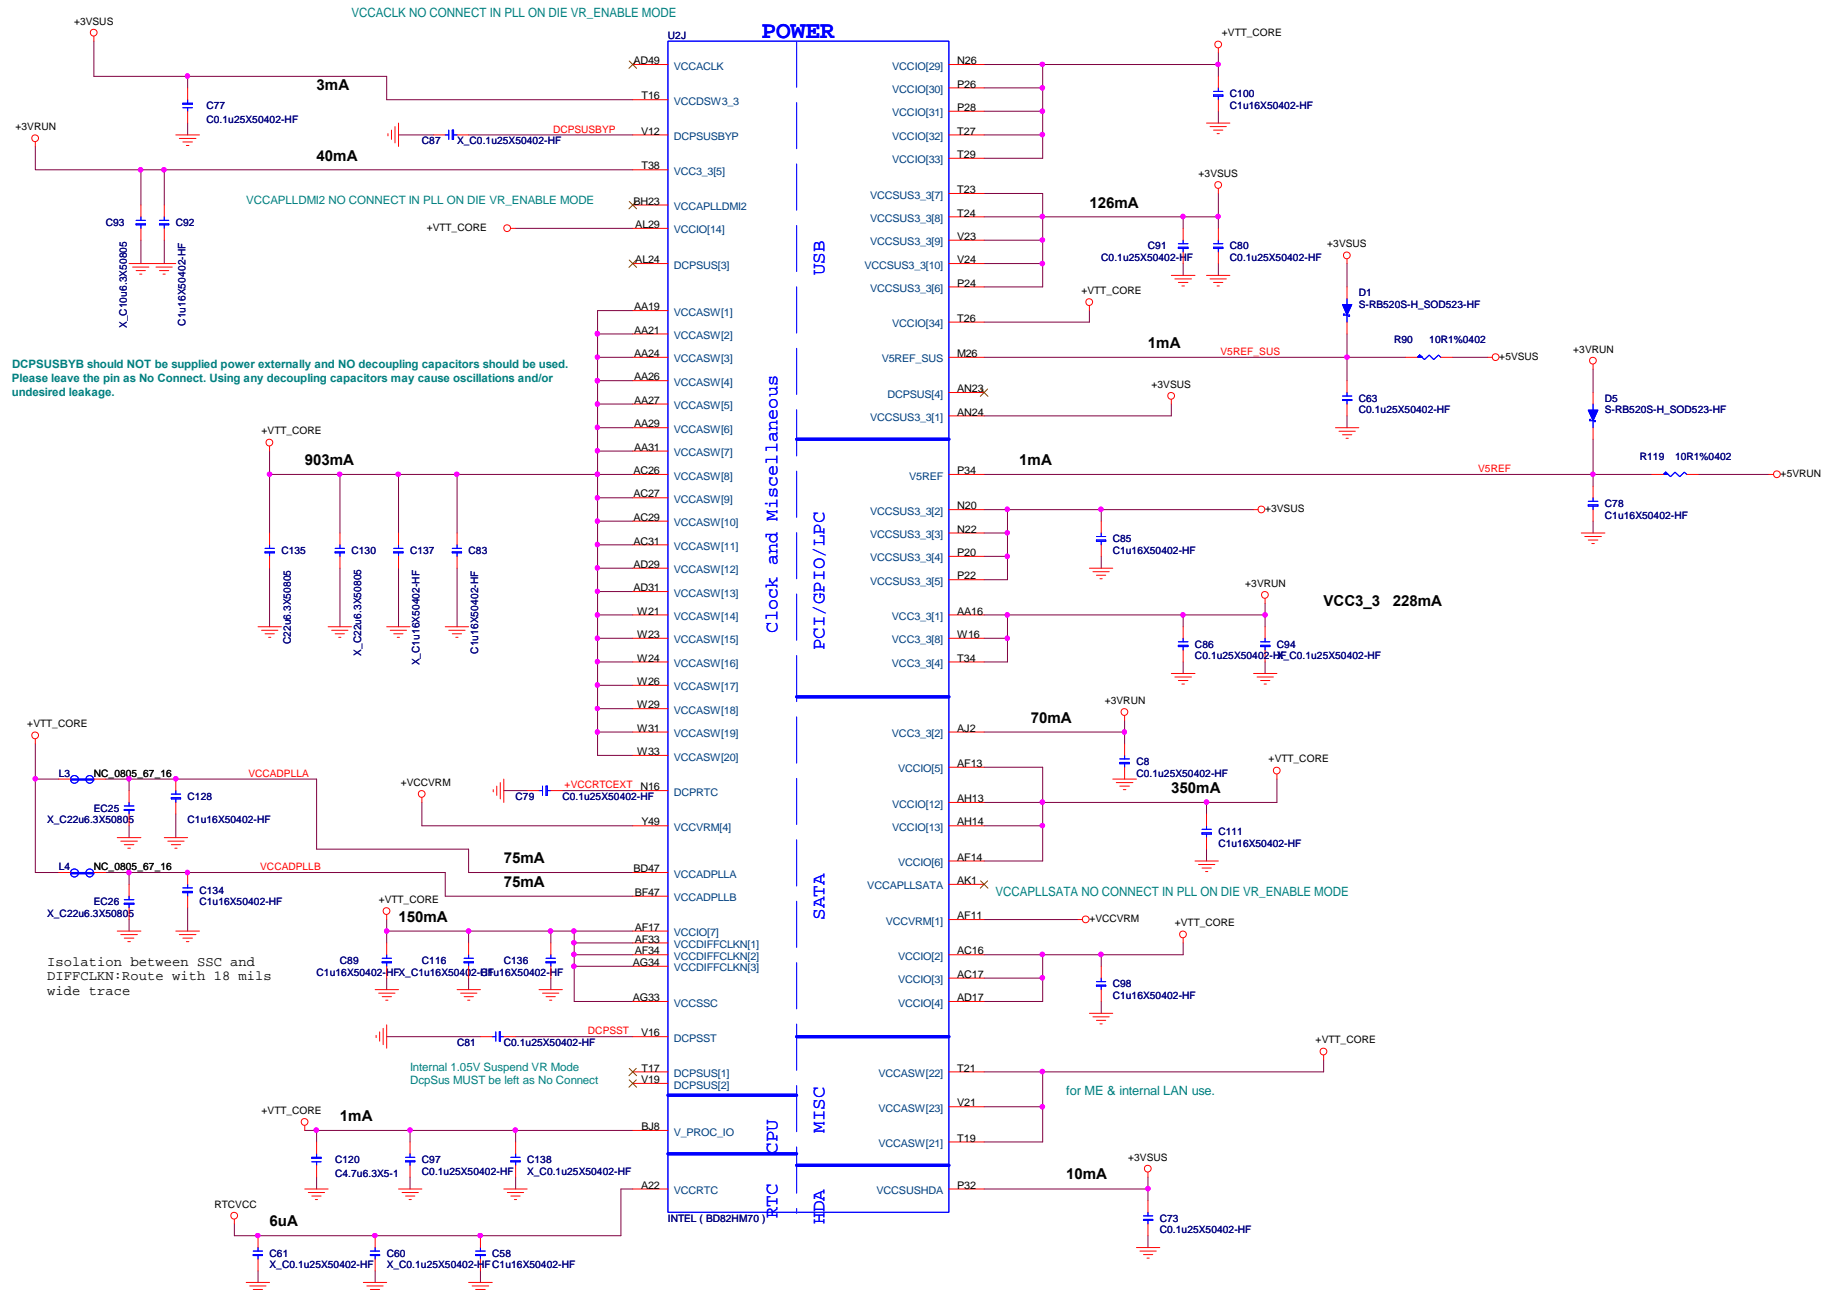 VCCACLK NO CONNECT IN PLL ON DIE VR_ENABLE MODE
POWER
U2J
+3VSUS
3mA
C77
C0.1u25X50402-HF
AD49 VCCACLK
T16 VCCDSW3_3
C87 X_C0.1u25X50402-HF
DCPSUSBYP
V12 DCPSUSBYP
+3VRUN
40mA
T38 VCC3_3[5]
C93
X_C10u6.3X50805
C92
C1u16X50402-HF
VCCAPLLDMI2 NO CONNECT IN PLL ON DIE VR_ENABLE MODE
BH23 VCCAPLLDMI2
+VTT_CORE
AL29 VCCIO[14]
AL24 DCPSUS[3]
DCPSUSBYB should NOT be supplied power externally and NO decoupling capacitors should be used.
Please leave the pin as No Connect. Using any decoupling capacitors may cause oscillations and/or
undesired leakage.
AA19 VCCASW[1]
AA21 VCCASW[2]
AA24 VCCASW[3]
AA26 VCCASW[4]
AA27 VCCASW[5]
AA29 VCCASW[6]
AA31 VCCASW[7]
AC26 VCCASW[8]
AC27 VCCASW[9]
AC29 VCCASW[10]
AC31 VCCASW[11]
AD29 VCCASW[12]
AD31 VCCASW[13]
W21 VCCASW[14]
W23 VCCASW[15]
W24 VCCASW[16]
W26 VCCASW[17]
W29 VCCASW[18]
W31 VCCASW[19]
W33 VCCASW[20]
+VTT_CORE
903mA
C135
C22u6.3X50805
C130
X_C22u6.3X50805
C137
X_C1u16X50402-HF
C83
C1u16X50402-HF
+VTT_CORE
L3 NC_0805_67_16
VCCADPLLA
EC25
X_C22u6.3X50805
C128
C1u16X50402-HF
L4 NC_0805_67_16
VCCADPLLB
EC26
X_C22u6.3X50805
C134
C1u16X50402-HF
Isolation between SSC and
DIFFCLKN:Route with 18 mils
wide trace
+VCCVRM
C79
+VCCRTCEXT
C0.1u25X50402-HF
N16 DCPRTC
Y49 VCCVRM[4]
75mA
BD47 VCCADPLLA
75mA
BF47 VCCADPLLB
+VTT_CORE
150mA
AF17 VCCIO[7]
AF33 VCCDIFFCLKN[1]
AF34 VCCDIFFCLKN[2]
AG34 VCCDIFFCLKN[3]
AG33 VCCSSC
C89
C1u16X50402-HF
C116
X_C1u16X50402-HF
C136
C1u16X50402-HF
C81
DCPSST
C0.1u25X50402-HF
V16 DCPSST
Internal 1.05V Suspend VR Mode
DcpSus MUST be left as No Connect
T17 DCPSUS[1]
V19 DCPSUS[2]
+VTT_CORE
1mA
BJ8 V_PROC_IO
C120
C4.7u6.3X5-1
C97
C0.1u25X50402-HF
C138
X_C0.1u25X50402-HF
A22 VCCRTC
RTCVCC
6uA
C61
X_C0.1u25X50402-HF
C60
X_C0.1u25X50402-HF
C58
C1u16X50402-HF
INTEL ( BD82HM70 )
Clock and Miscellaneous
CPU
RTC
USB
PCI/GPIO/LPC
SATA
MISC
HDA
VCCIO[29] N26
VCCIO[30] P26
VCCIO[31] P28
VCCIO[32] T27
VCCIO[33] T29
+VTT_CORE
C100
C1u16X50402-HF
VCCSUS3_3[7] T23
VCCSUS3_3[8] T24
VCCSUS3_3[9] V23
VCCSUS3_3[10] V24
VCCSUS3_3[6] P24
126mA
+3VSUS
C91
C0.1u25X50402-HF
C80
C0.1u25X50402-HF
VCCIO[34] T26
+VTT_CORE
V5REF_SUS M26
1mA
V5REF_SUS
+3VSUS
D1
S-RB520S-H_SOD523-HF
R90 10R1%0402
+5VSUS
C63
C0.1u25X50402-HF
DCPSUS[4] AN23
VCCSUS3_3[1] AN24
+3VSUS
V5REF P34
1mA
V5REF
+3VRUN
D5
S-RB520S-H_SOD523-HF
R119 10R1%0402
+5VRUN
C78
C1u16X50402-HF
VCCSUS3_3[2] N20
VCCSUS3_3[3] N22
VCCSUS3_3[4] P20
VCCSUS3_3[5] P22
+3VSUS
C85
C1u16X50402-HF
VCC3_3[1] AA16
VCC3_3[8] W16
VCC3_3[4] T34
+3VRUN
VCC3_3 228mA
C86
C0.1u25X50402-HF
C94
X_C0.1u25X50402-HF
VCC3_3[2] AJ2
70mA
+3VRUN
C8
C0.1u25X50402-HF
VCCIO[5] AF13
VCCIO[12] AH13
VCCIO[13] AH14
VCCIO[6] AF14
350mA
+VTT_CORE
C111
C1u16X50402-HF
VCCAPLLSATA AK1
VCCAPLLSATA NO CONNECT IN PLL ON DIE VR_ENABLE MODE
VCCVRM[1] AF11
+VCCVRM
VCCIO[2] AC16
VCCIO[3] AC17
VCCIO[4] AD17
+VTT_CORE
C98
C1u16X50402-HF
VCCASW[22] T21
VCCASW[23] V21
VCCASW[21] T19
+VTT_CORE
for ME & internal LAN use.
VCCSUSHDA P32
10mA
+3VSUS
C73
C0.1u25X50402-HF